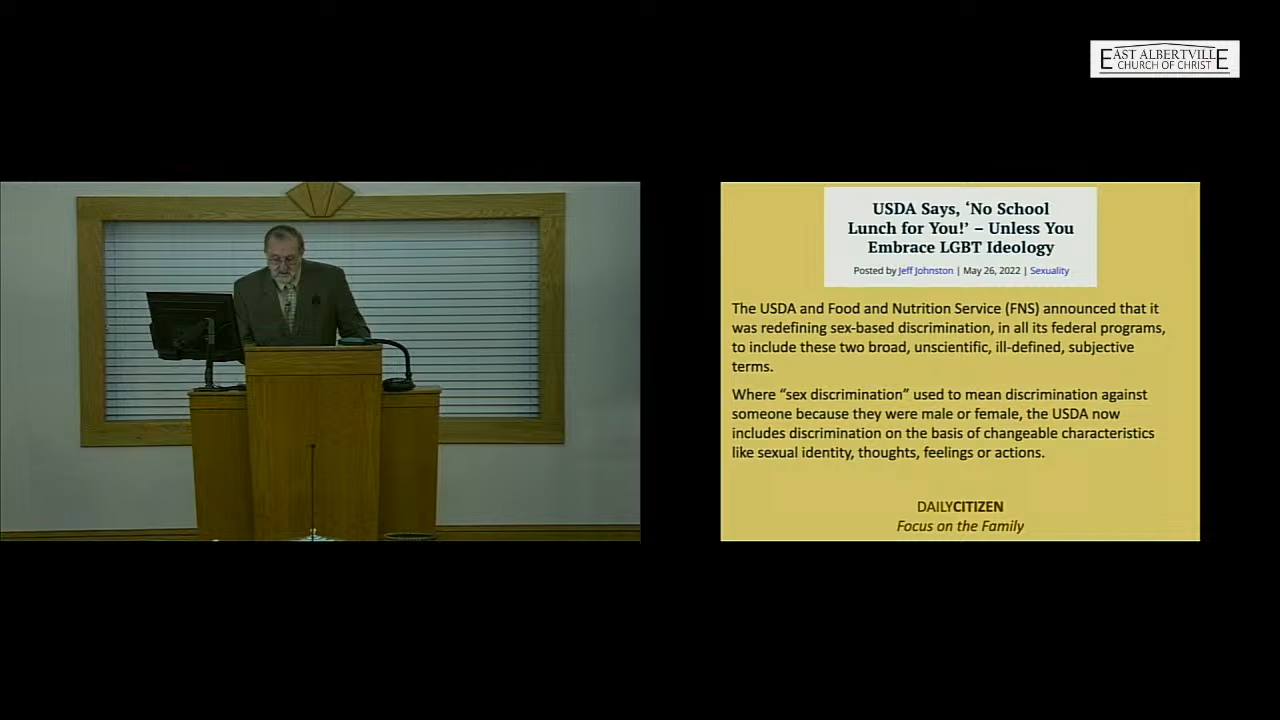 EAST ALBERTVILLE
CHURCH OF CHRIST
USDA Says, ‘No School
Lunch for You!’ – Unless You
Embrace LGBT Ideology
Posted by Jeff Johnston | May 26, 2022 | Sexuality
The USDA and Food and Nutrition Service (FNS) announced that it
was redefining sex-based discrimination, in all its federal programs,
to include these two broad, unscientific, ill-defined, subjective
terms.
Where “sex discrimination” used to mean discrimination against
someone because they were male or female, the USDA now
includes discrimination on the basis of changeable characteristics
like sexual identity, thoughts, feelings or actions.
DAILYCITIZEN
Focus on the Family